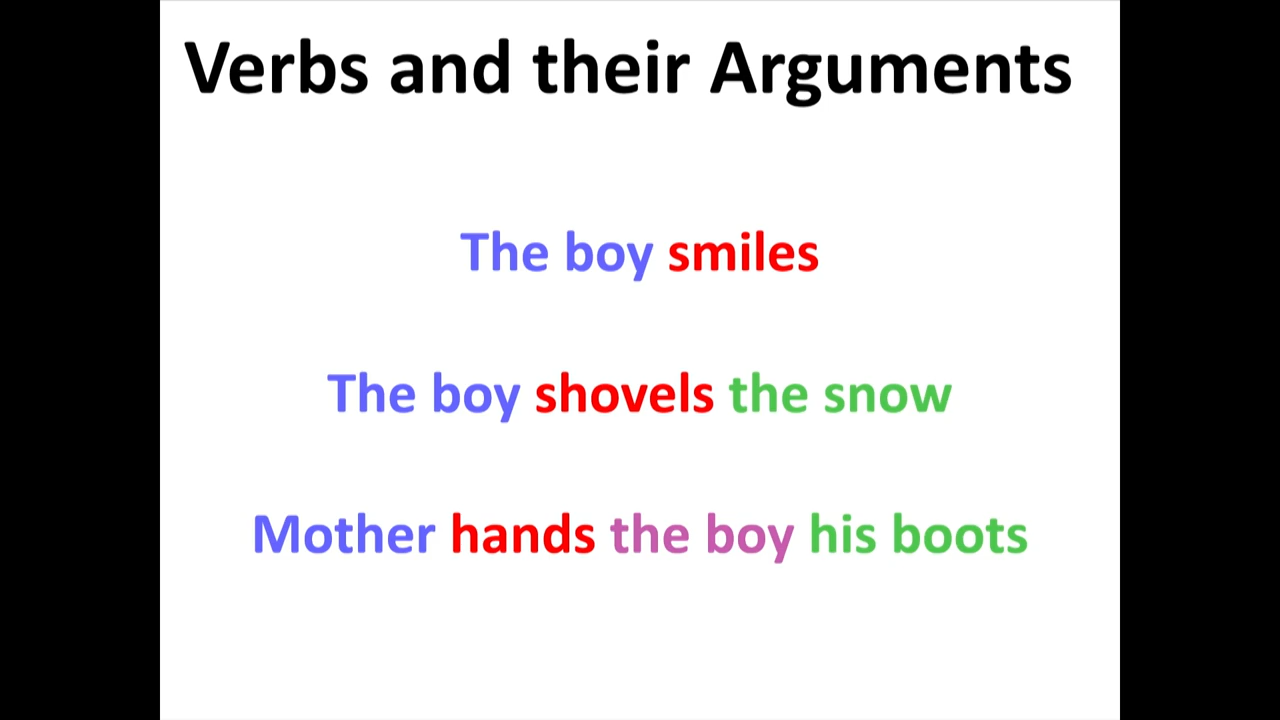 Verbs and their Arguments
The boy smiles
The boy shovels the snow
Mother hands the boy his boots